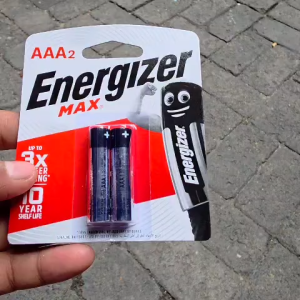 AAA2
Energizer
MAX
UP TO
3X
10
YEAR
SHELF LIFE
Energizer